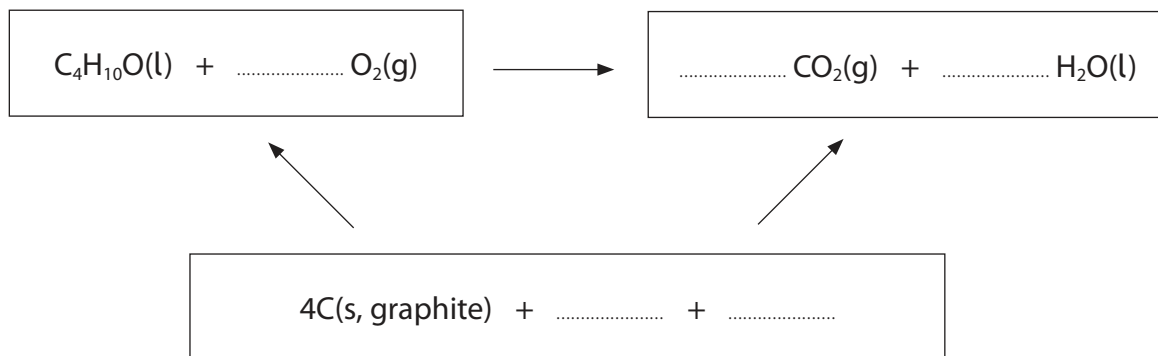 C₄H₁₀O(l) + ..................... O₂(g)
..................... CO₂(g) + ..................... H₂O(l)
4C(s, graphite) + ..................... + .....................